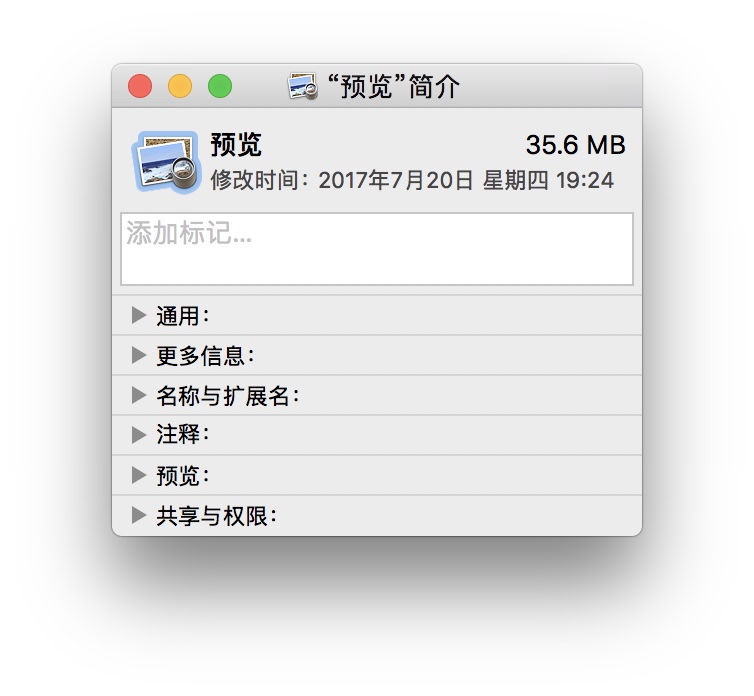 “预览”简介
预览 35.6 MB
修改时间：2017年7月20日 星期四 19:24
添加标记...
通用：
更多信息：
名称与扩展名：
注释：
预览：
共享与权限：